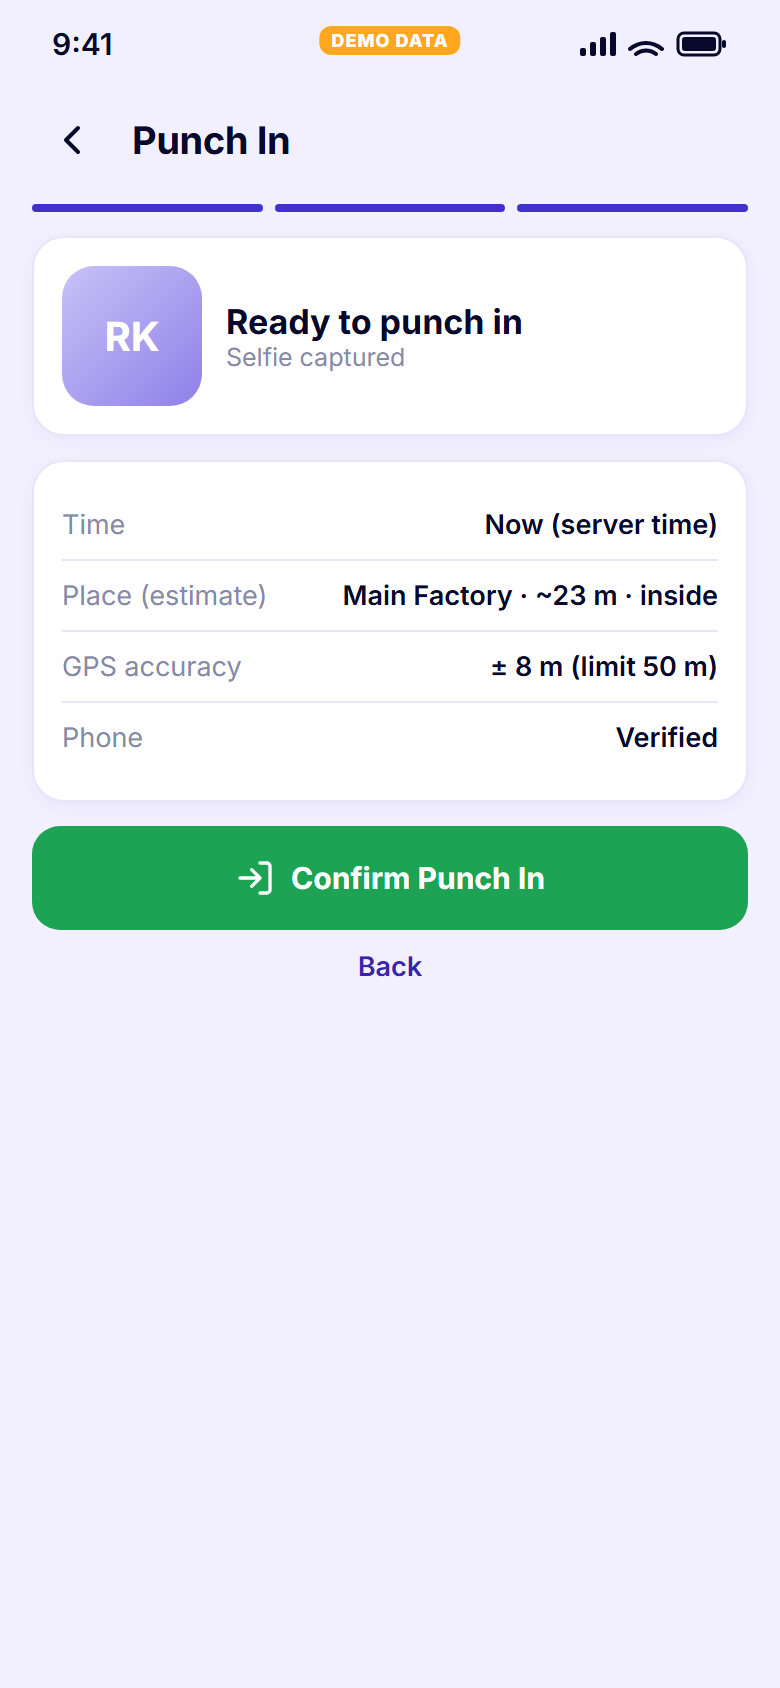 9:41
DEMO DATA
Punch In
RK
Ready to punch in
Selfie captured
Time
Now (server time)
Place (estimate)
Main Factory · ~23 m · inside
GPS accuracy
± 8 m (limit 50 m)
Phone
Verified
Confirm Punch In
Back